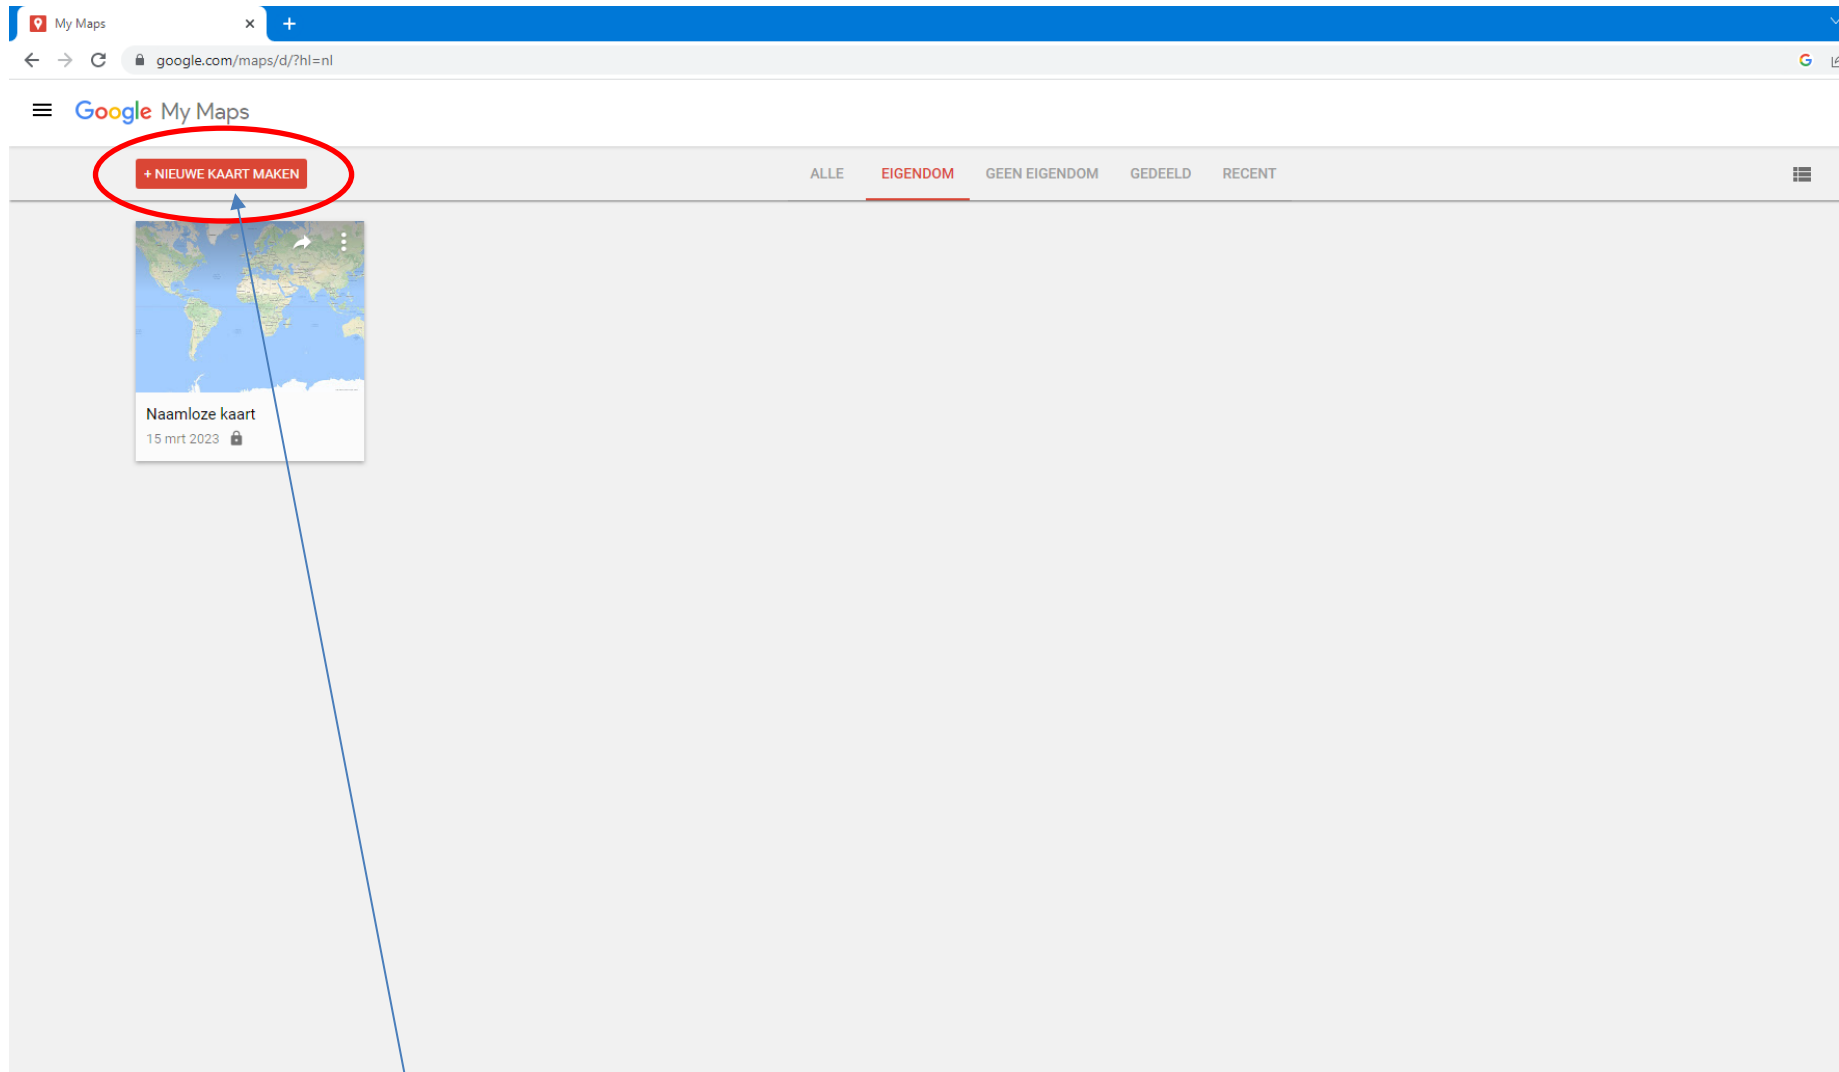 My Maps
google.com/maps/d/?hl=nl
Google My Maps
+ NIEUWE KAART MAKEN
ALLE EIGENDOM GEEN EIGENDOM GEDEELD RECENT
Naamloze kaart
15 mrt 2023